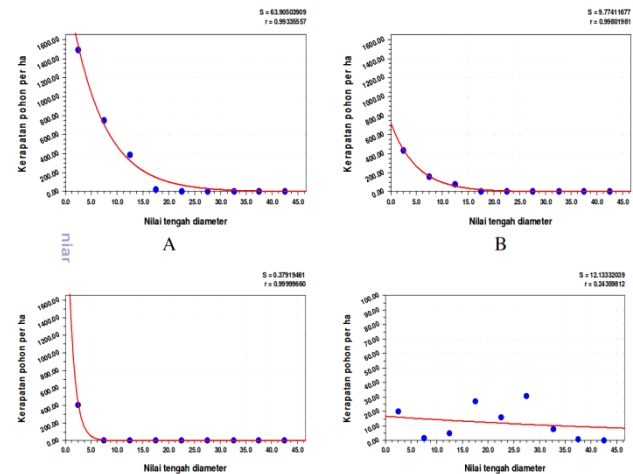 S = 63.90503909
r = 0.99335557
Kerapatan pohon per ha
1600.00
1400.00
1200.00
1000.00
800.00
600.00
400.00
200.00
0.00
0.0 5.0 10.0 15.0 20.0 25.0 30.0 35.0 40.0 45.0
Nilai tengah diameter
A
S = 9.77411677
r = 0.99801981
Kerapatan pohon per ha
1600.00
1400.00
1200.00
1000.00
800.00
600.00
400.00
200.00
0.00
0.0 5.0 10.0 15.0 20.0 25.0 30.0 35.0 40.0 45.0
Nilai tengah diameter
B
niar
S = 0.37919461
r = 0.99999660
Kerapatan pohon per ha
1600.00
1400.00
1200.00
1000.00
800.00
600.00
400.00
200.00
0.00
0.0 5.0 10.0 15.0 20.0 25.0 30.0 35.0 40.0 45.0
Nilai tengah diameter
S = 12.13332039
r = 0.24359812
Kerapatan pohon per ha
100.00
90.00
80.00
70.00
60.00
50.00
40.00
30.00
20.00
10.00
0.00
0.0 5.0 10.0 15.0 20.0 25.0 30.0 35.0 40.0 45.0
Nilai tengah diameter